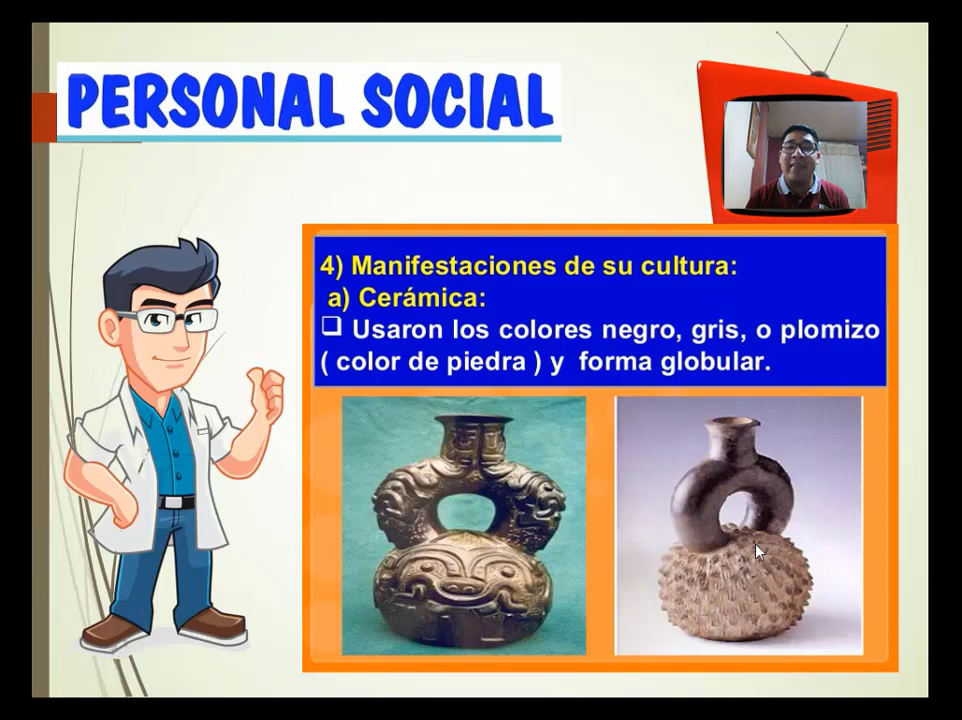 PERSONAL SOCIAL
4) Manifestaciones de su cultura:
a) Cerámica:
❑ Usaron los colores negro, gris, o plomizo
( color de piedra ) y forma globular.